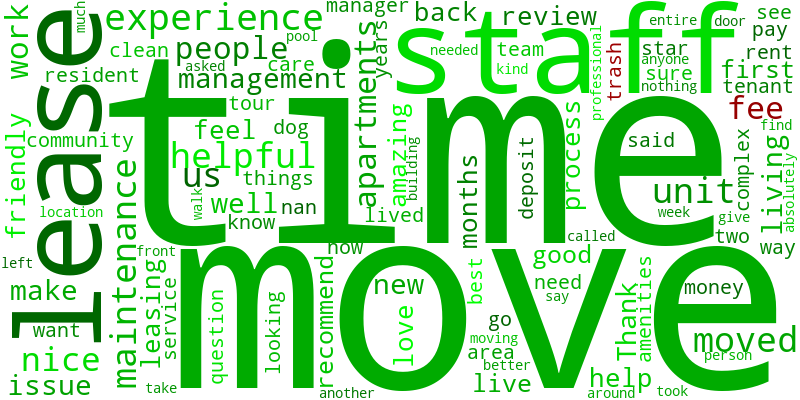 manager
much
experience
back
review
entire
door
see
pool
clean
people
years
needed
team
staff
star
pay
work
asked
care
kind
professional
trash
anyone
rent
resident
management
sure
first
nothing
tenant
lease
time
tour
apartments
amazing
fee
community
feel
dog
building
process
said
find
friendly
helpful
us
things
months
deposit
unit
complex
living
absolutely
location
walk
well
nan
lived
week
give
know
called
two
way
maintenance
front
how
left
move
good
make
leasing
service
question
looking
recommend
new
love
best
need
say
Thank
amenities
money
want
go
moving
area
moved
person
nice
better
issue
take
another
live
around
help
took